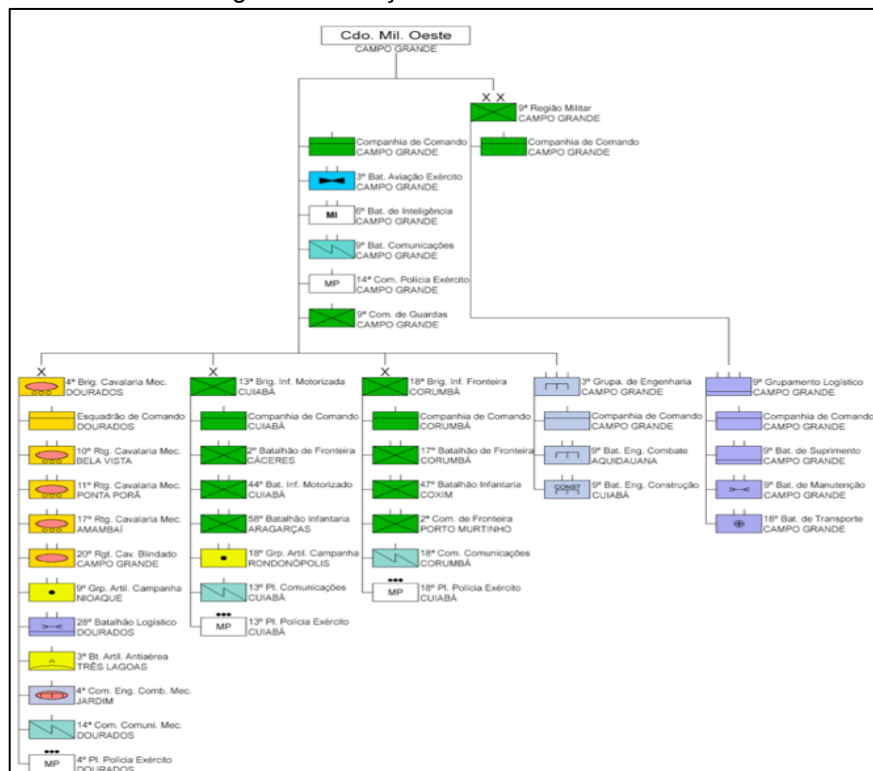 Cdo. Mil. Oeste
CAMPO GRANDE
X X
9ª Região Militar
CAMPO GRANDE
Companhia de Comando
CAMPO GRANDE
Companhia de Comando
CAMPO GRANDE
3º Bat. Aviação Exército
CAMPO GRANDE
MI
6º Bat. de Inteligência
CAMPO GRANDE
9º Bat. Comunicações
CAMPO GRANDE
MP
14ª Com. Polícia Exército
CAMPO GRANDE
9ª Com. de Guardas
CAMPO GRANDE
X
4ª Brig. Cavalaria Mec.
DOURADOS
Esquadrão de Comando
DOURADOS
10º Rtg. Cavalaria Mec.
BELA VISTA
11º Rtg. Cavalaria Mec.
PONTA PORÃ
17º Rtg. Cavalaria Mec.
AMAMBAÍ
20º Rgt. Cav. Blindado
CAMPO GRANDE
9º Grp. Artil. Campanha
NIOAQUE
28º Batalhão Logístico
DOURADOS
3ª Bt. Artil. Antiaérea
TRÊS LAGOAS
4ª Com. Eng. Comb. Mec.
JARDIM
14ª Com. Comuni. Mec.
DOURADOS
MP
4º Pl. Polícia Exército
DOURADOS
X
13ª Brig. Inf. Motorizada
CUIABÁ
Companhia de Comando
CUIABÁ
2º Batalhão de Fronteira
CÁCERES
44º Bat. Inf. Motorizado
CUIABÁ
58º Batalhão Infantaria
ARAGARÇAS
18º Grp. Artil. Campanha
RONDONÓPOLIS
13º Pl. Comunicações
CUIABÁ
MP
13º Pl. Polícia Exército
CUIABÁ
X
18ª Brig. Inf. Fronteira
CORUMBÁ
Companhia de Comando
CORUMBÁ
17º Batalhão de Fronteira
CORUMBÁ
47º Batalhão Infantaria
COXIM
2ª Com. de Fronteira
PORTO MURTINHO
18ª Com. Comunicações
CORUMBÁ
MP
18º Pl. Polícia Exército
CUIABÁ
3º Grupa. de Engenharia
CAMPO GRANDE
Companhia de Comando
CAMPO GRANDE
9º Bat. Eng. Combate
AQUIDAUANA
CONST
9º Bat. Eng. Construção
CUIABÁ
9º Grupamento Logístico
CAMPO GRANDE
Companhia de Comando
CAMPO GRANDE
9º Bat. de Suprimento
CAMPO GRANDE
9º Bat. de Manutenção
CAMPO GRANDE
18º Bat. de Transporte
CAMPO GRANDE